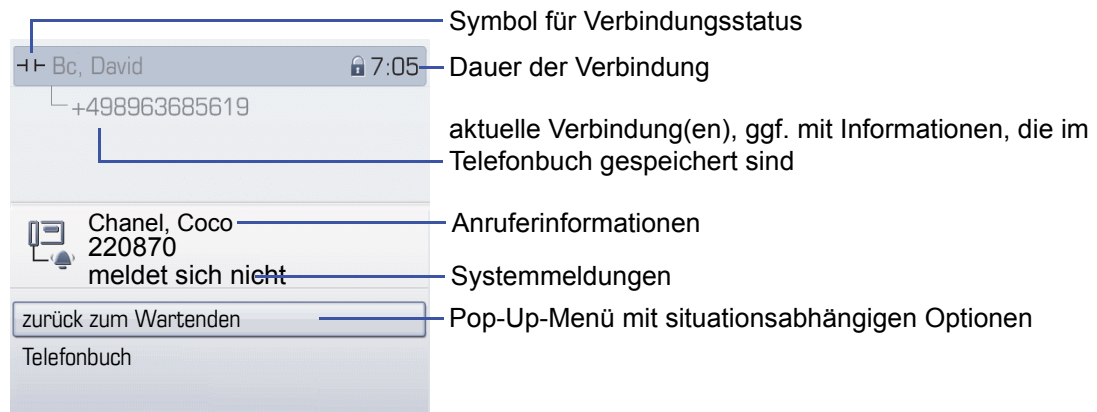 Symbol für Verbindungsstatus
Bc, David 7:05
Dauer der Verbindung
+498963685619
aktuelle Verbindung(en), ggf. mit Informationen, die im
Telefonbuch gespeichert sind
Chanel, Coco
Anruferinformationen
220870
meldet sich nicht
Systemmeldungen
zurück zum Wartenden
Pop-Up-Menü mit situationsabhängigen Optionen
Telefonbuch